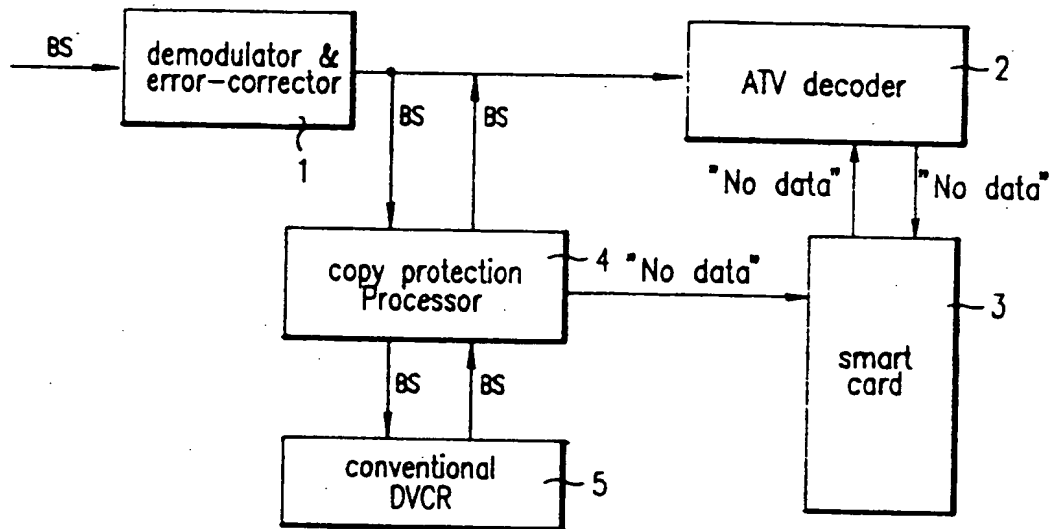 BS
demodulator &
error-corrector
1
ATV decoder
2
BS
BS
"No data"
"No data"
copy protection
Processor
4
"No data"
smart
card
3
BS
BS
conventional
DVCR
5